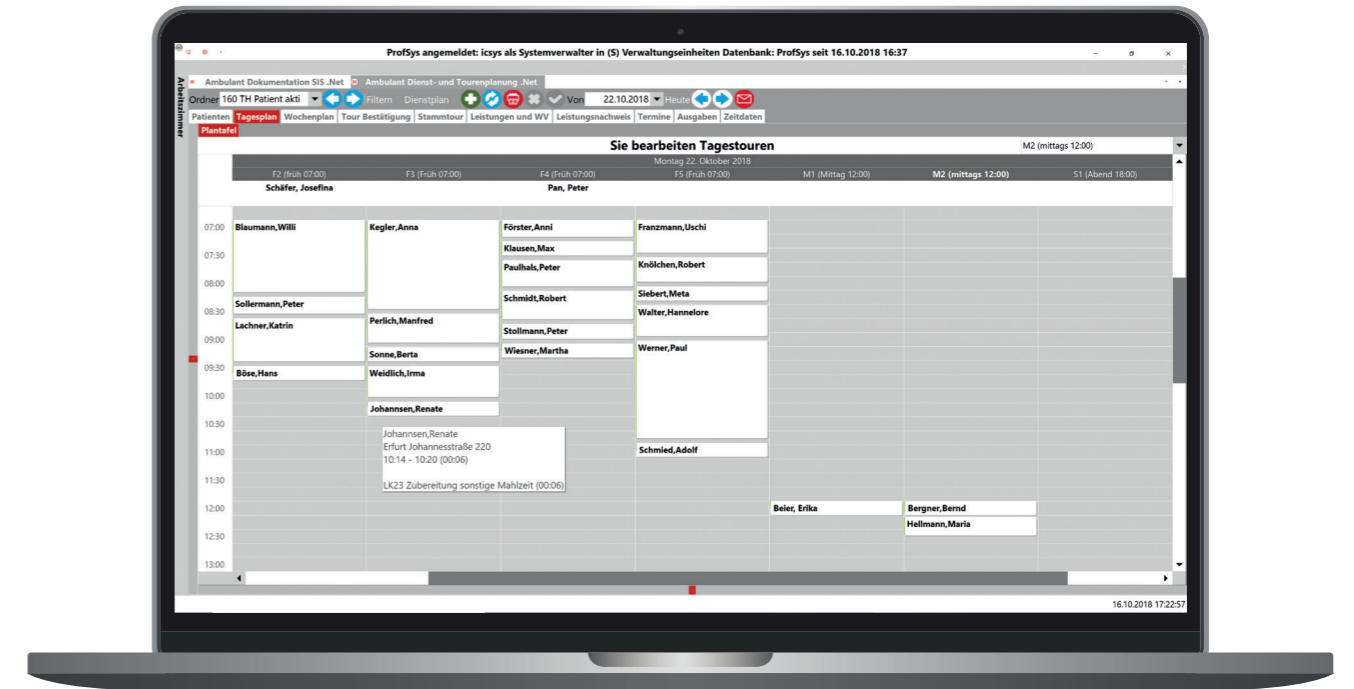 ProfSys angemeldet: icsys als Systemverwalter in (S) Verwaltungseinheiten Datenbank: ProfSys seit 16.10.2018 16:37
Arbeitszimmer
Ambulant Dokumentation SIS .Net Ambulant Dienst- und Tourenplanung .Net
Ordner 160 TH Patient akti Filtern Dienstplan Von 22.10.2018 Heute
Patienten Tagesplan Wochenplan Tour Bestätigung Stammtour Leistungen und WV Leistungsnachweis Termine Ausgaben Zeitdaten
Plantafel
Sie bearbeiten Tagestouren M2 (mittags 12:00)
Montag 22. Oktober 2018
F2 (früh 07:00) F3 (Früh 07:00) F4 (Früh 07:00) F5 (Früh 07:00) M1 (Mittag 12:00) M2 (mittags 12:00) S1 (Abend 18:00)
Schäfer, Josefina Pan, Peter
07:00 Blaumann,Willi Kegler,Anna Förster,Anni Franzmann,Uschi
Klausen,Max
07:30
Paulhals,Peter Knölchen,Robert
08:00
Schmidt,Robert Siebert,Meta
Sollermann,Peter
08:30 Walter,Hannelore
Lachner,Katrin Perlich,Manfred
Stollmann,Peter
09:00
Sonne,Berta Wiesner,Martha Werner,Paul
09:30
Böse,Hans Weidlich,Irma
10:00
Johannsen,Renate
10:30
Johannsen,Renate
Erfurt Johannesstraße 220
10:14 - 10:20 (00:06)
LK23 Zubereitung sonstige Mahlzeit (00:06)
11:00 Schmied,Adolf
11:30
12:00 Beier, Erika Bergner,Bernd
Hellmann,Maria
12:30
13:00
16.10.2018 17:22:57